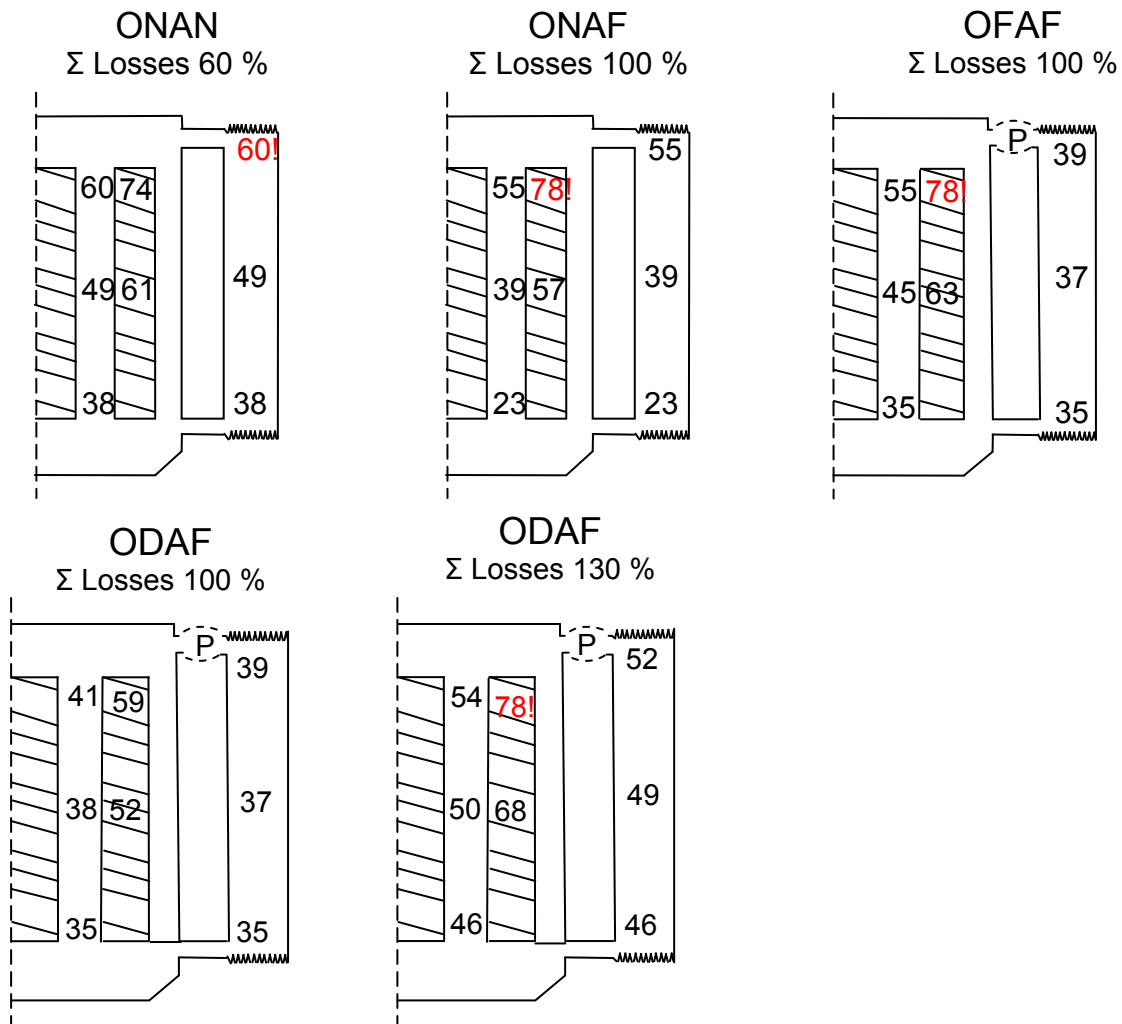 ONAN
Σ Losses 60 %
60!
60 74
49 61 49
38 38
ONAF
Σ Losses 100 %
55
55 78!
39 57 39
23 23
OFAF
Σ Losses 100 %
P
39
55 78!
45 63 37
35 35
ODAF
Σ Losses 100 %
P
39
41 59
38 52 37
35 35
ODAF
Σ Losses 130 %
P
52
54 78!
50 68 49
46 46